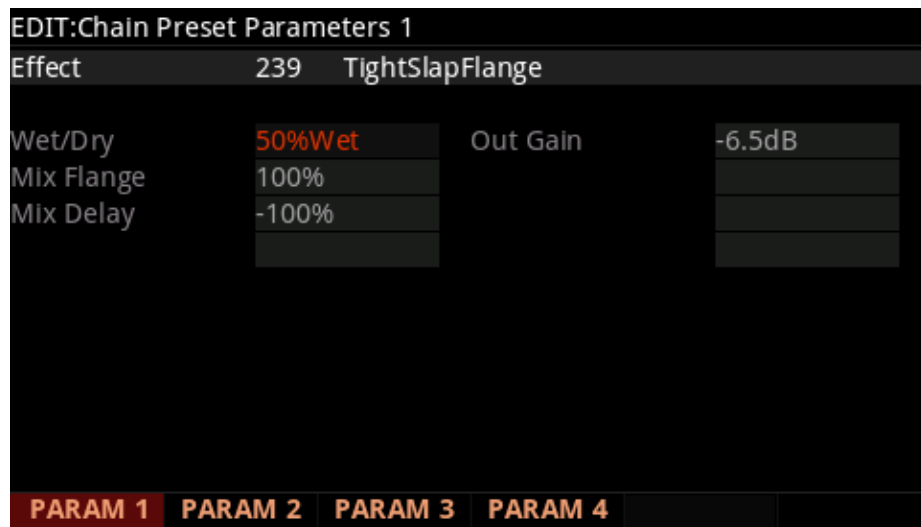 EDIT:Chain Preset Parameters 1
Effect 239 TightSlapFlange
Wet/Dry 50%Wet Out Gain -6.5dB
Mix Flange 100%
Mix Delay -100%
PARAM 1 PARAM 2 PARAM 3 PARAM 4